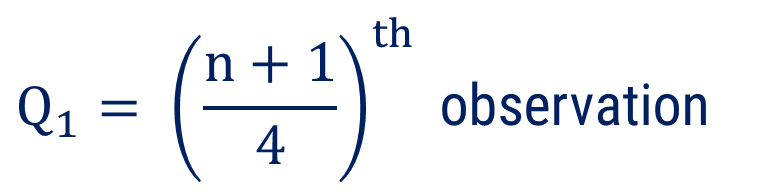 Q₁ = ((n + 1)/4)ᵗʰ observation